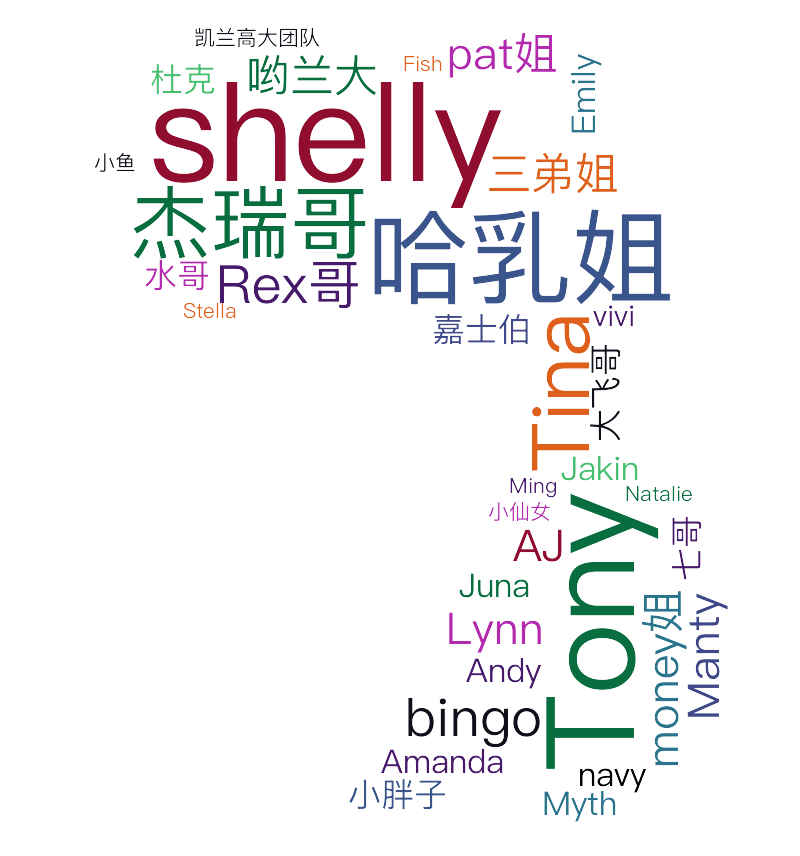 凯兰高大团队
杜克
哟兰大
Fish
pat姐
Emily
shelly
小鱼
三弟姐
杰瑞哥
哈乳姐
水哥
Rex哥
Stella
嘉士伯
vivi
Tina
大飞哥
Jakin
Ming
Natalie
小仙女
AJ
Tony
七哥
Juna
money姐
Manty
Lynn
Andy
bingo
Amanda
navy
小胖子
Myth